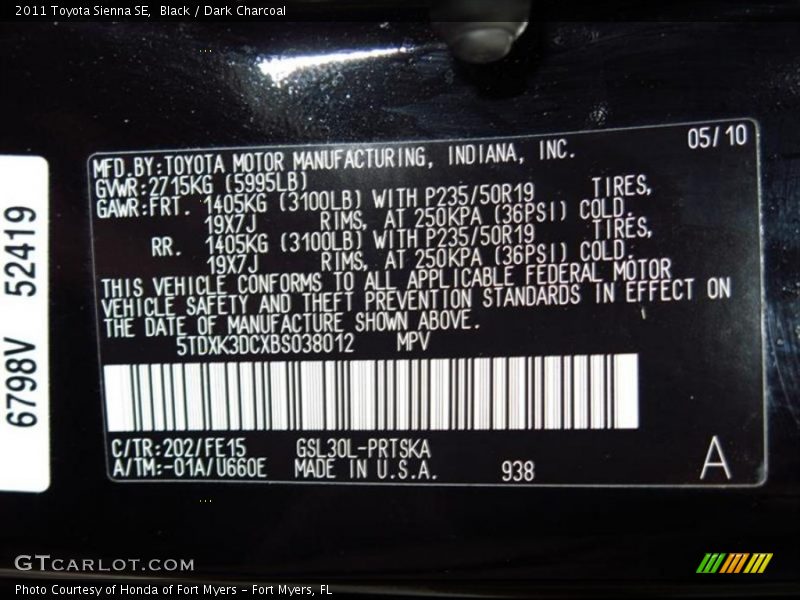 2011 Toyota Sienna SE,  Black / Dark Charcoal
05/10
MFD.BY:TOYOTA MOTOR MANUFACTURING, INDIANA, INC.
GVWR:2715KG (5995LB)
GAWR:FRT. 1405KG (3100LB) WITH P235/50R19 TIRES,
19X7J RIMS, AT 250KPA (36PSI) COLD.
RR. 1405KG (3100LB) WITH P235/50R19 TIRES,
19X7J RIMS, AT 250KPA (36PSI) COLD.
THIS VEHICLE CONFORMS TO ALL APPLICABLE FEDERAL MOTOR
VEHICLE SAFETY AND THEFT PREVENTION STANDARDS IN EFFECT ON
THE DATE OF MANUFACTURE SHOWN ABOVE.
5TDXK3DCXBS038012 MPV
C/TR:202/FE15 GSL30L-PRTSKA
A/TM:-01A/U660E MADE IN U.S.A. 938
A
6798V 52419
GTCARLOT.COM
Photo Courtesy of Honda of Fort Myers - Fort Myers, FL